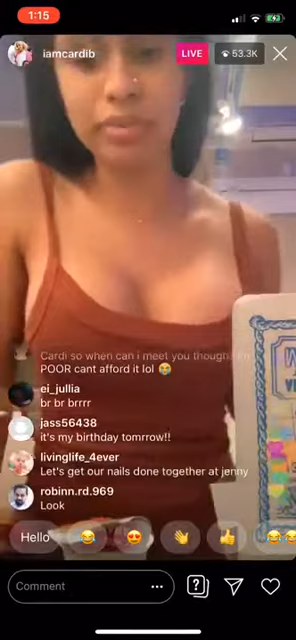 1:15
iamcardib LIVE 53.3K
Cardi so when can i meet you though
POOR cant afford it lol 😭
ei_jullia
br br brrrr
jass56438
it's my birthday tomrrow!!
livinglife_4ever
Let's get our nails done together at jenny
robinn.rd.969
Look
Hello 😂 😍 👋 👍 😂😂
Comment